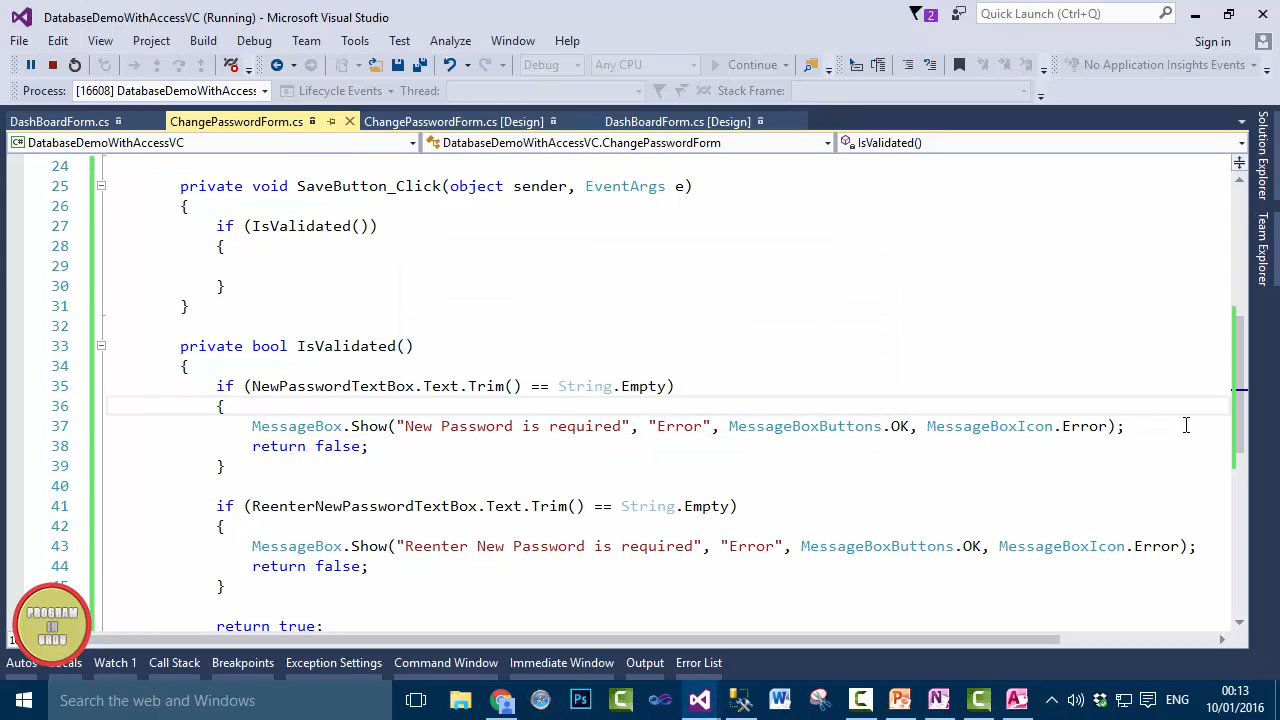 DatabaseDemoWithAccessVC (Running) - Microsoft Visual Studio
2
Quick Launch (Ctrl+Q)
File Edit View Project Build Debug Team Tools Test Analyze Window Help
Sign in
Debug Any CPU Continue
No Application Insights Events
Process: [16608] DatabaseDemoWithAccess Lifecycle Events Thread: Stack Frame:
DashBoardForm.cs ChangePasswordForm.cs ChangePasswordForm.cs [Design] DashBoardForm.cs [Design]
DatabaseDemoWithAccessVC DatabaseDemoWithAccessVC.ChangePasswordForm IsValidated()
24
25 private void SaveButton_Click(object sender, EventArgs e)
26 {
27 if (IsValidated())
28 {
29
30 }
31 }
32
33 private bool IsValidated()
34 {
35 if (NewPasswordTextBox.Text.Trim() == String.Empty)
36 {
37 MessageBox.Show("New Password is required", "Error", MessageBoxButtons.OK, MessageBoxIcon.Error);
38 return false;
39 }
40
41 if (ReenterNewPasswordTextBox.Text.Trim() == String.Empty)
42 {
43 MessageBox.Show("Reenter New Password is required", "Error", MessageBoxButtons.OK, MessageBoxIcon.Error);
44 return false;
}
return true;
Solution Explorer
Team Explorer
PROGRAM
IN
URDU
Autos Locals Watch 1 Call Stack Breakpoints Exception Settings Command Window Immediate Window Output Error List
Search the web and Windows
ENG
00:13
10/01/2016